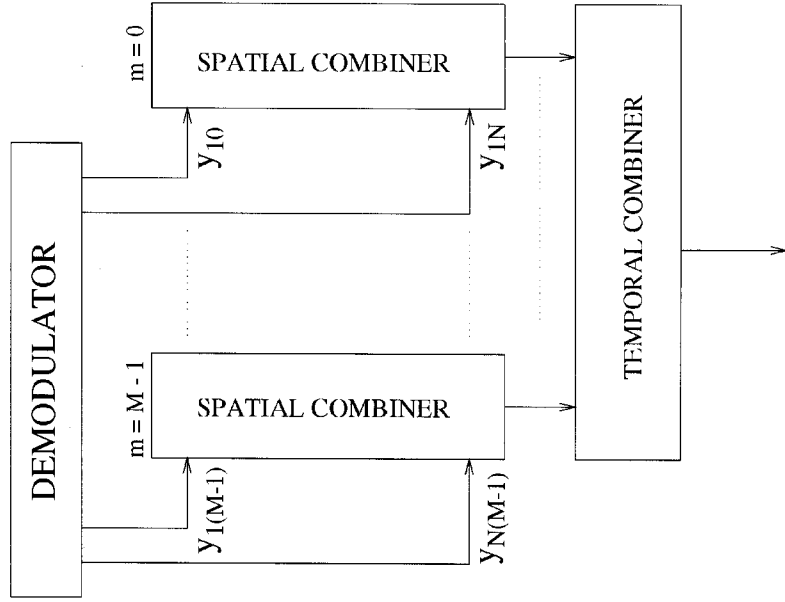 DEMODULATOR
m = 0
SPATIAL COMBINER
y10
y1N
m = M - 1
SPATIAL COMBINER
y1(M-1)
yN(M-1)
TEMPORAL COMBINER